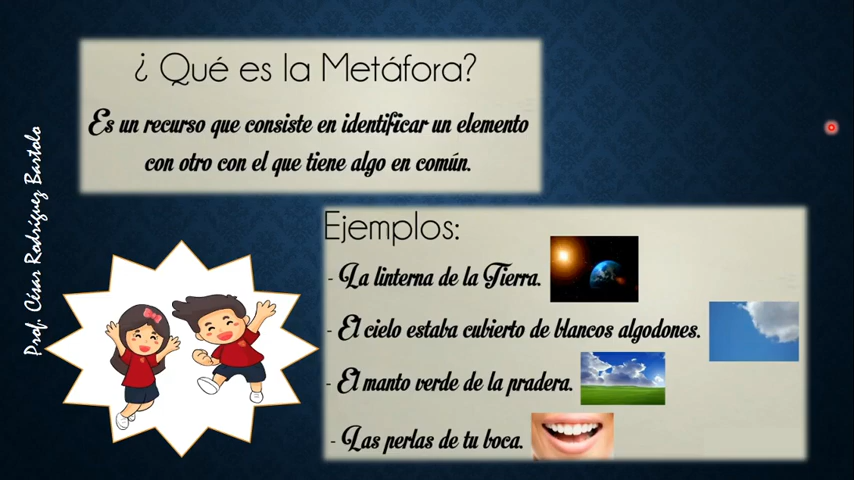 ¿ Qué es la Metáfora?
Es un recurso que consiste en identificar un elemento
con otro con el que tiene algo en común.
Prof. César Rodríguez Bartolo
Ejemplos:
- La linterna de la Tierra.
- El cielo estaba cubierto de blancos algodones.
- El manto verde de la pradera.
- Las perlas de tu boca.